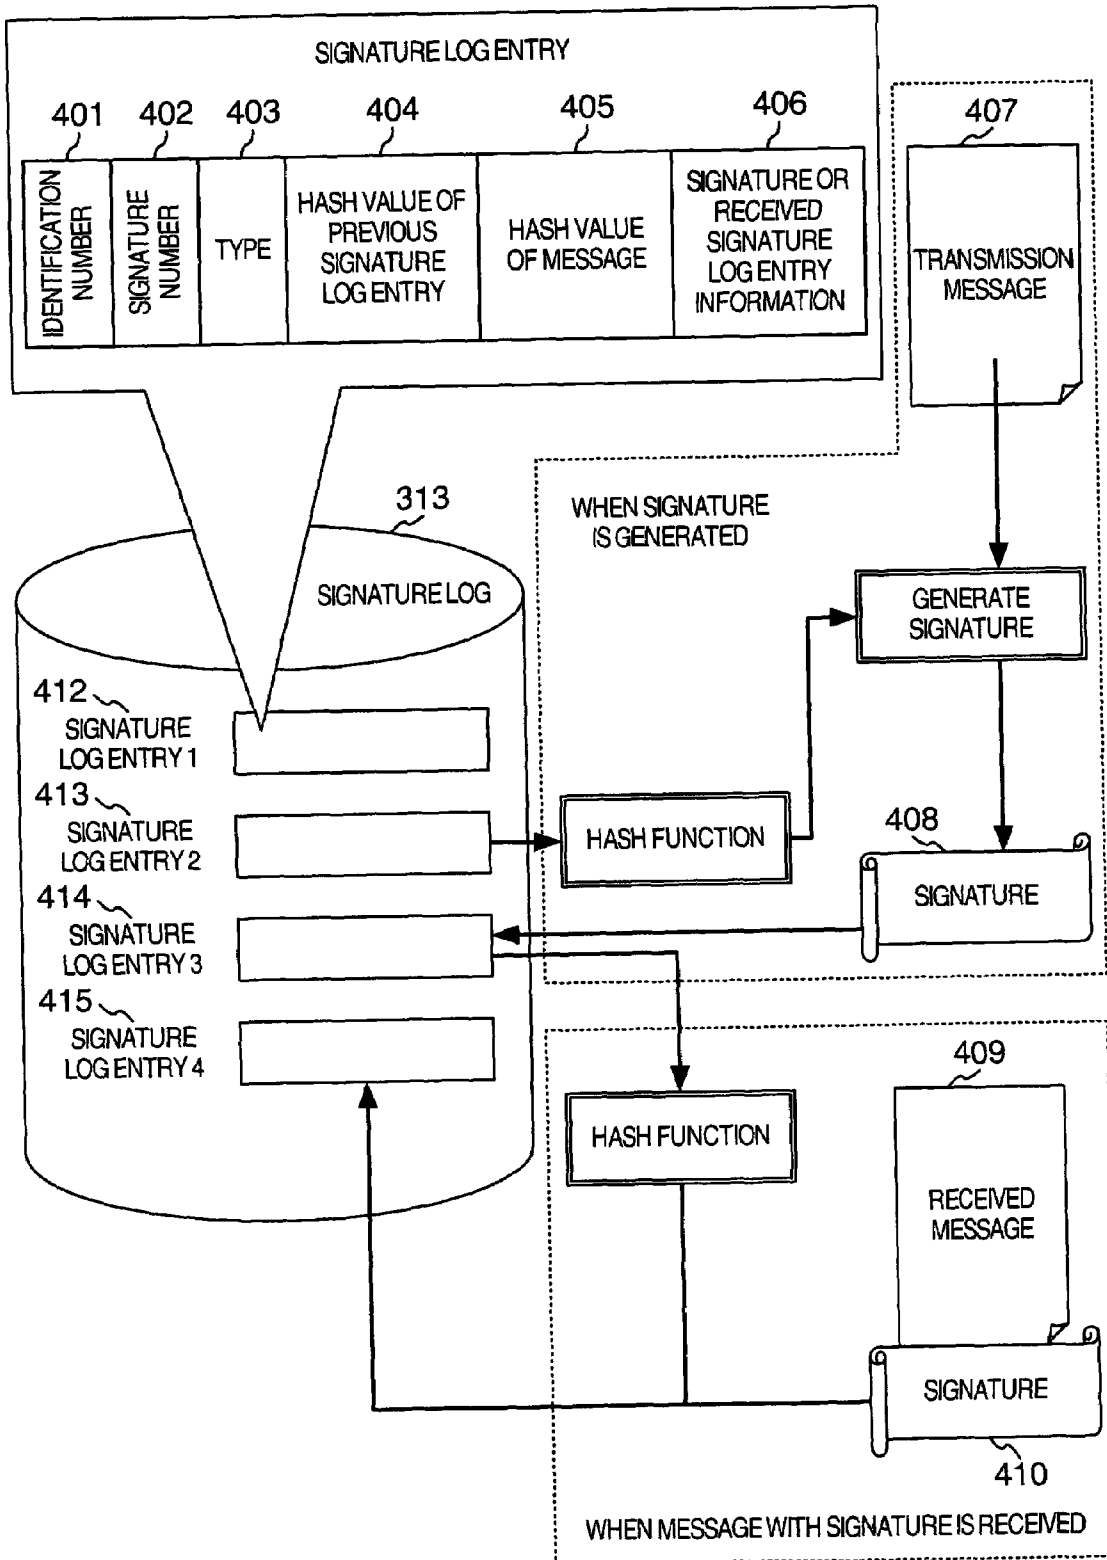 SIGNATURE LOG ENTRY
401
402
403
404
405
406
IDENTIFICATION
NUMBER
SIGNATURE
NUMBER
TYPE
HASH VALUE OF
PREVIOUS
SIGNATURE
LOG ENTRY
HASH VALUE
OF MESSAGE
SIGNATURE OR
RECEIVED
SIGNATURE
LOG ENTRY
INFORMATION
407
TRANSMISSION
MESSAGE
WHEN SIGNATURE
IS GENERATED
313
SIGNATURE LOG
GENERATE
SIGNATURE
412
SIGNATURE
LOG ENTRY 1
413
SIGNATURE
LOG ENTRY 2
HASH FUNCTION
408
SIGNATURE
414
SIGNATURE
LOG ENTRY 3
415
SIGNATURE
LOG ENTRY 4
409
HASH FUNCTION
RECEIVED
MESSAGE
SIGNATURE
410
WHEN MESSAGE WITH SIGNATURE IS RECEIVED